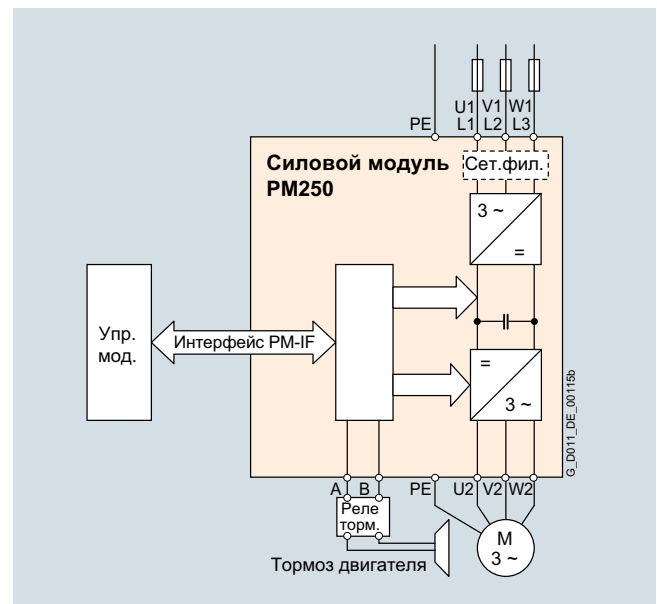 U1 V1 W1
PE L1 L2 L3
Силовой модуль
PM250
Сет.фил.
3 ~
=
Упр.
мод.
Интерфейс PM-IF
=
3 ~
G_D011_DE_00115b
A B PE U2 V2 W2
Реле
торм.
M
3 ~
Тормоз двигателя